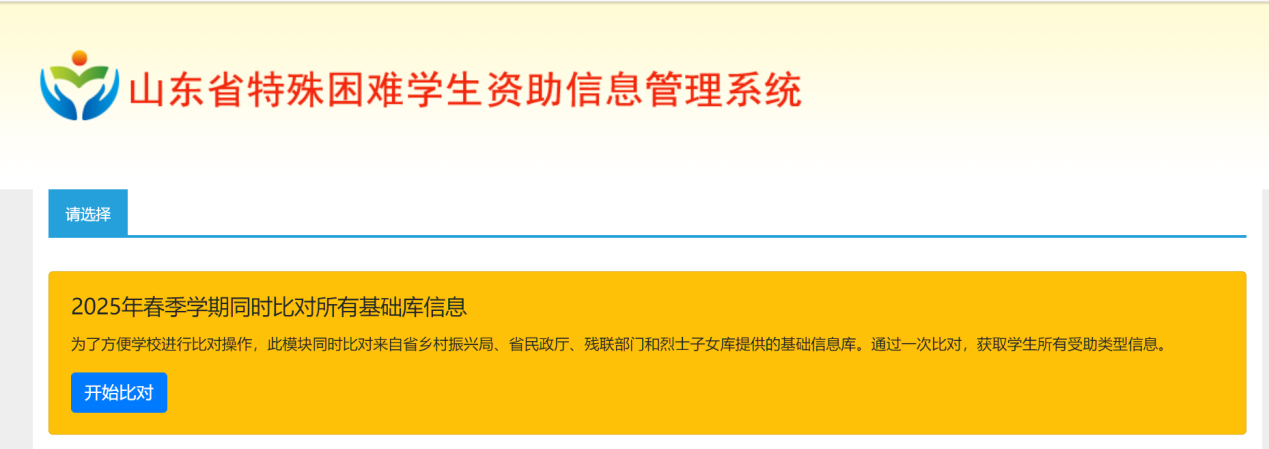 山东省特殊困难学生资助信息管理系统
请选择
2025年春季学期同时比对所有基础库信息
为了方便学校进行比对操作，此模块同时比对来自省乡村振兴局、省民政厅、残联部门和烈士子女库提供的基础信息库。通过一次比对，获取学生所有受助类型信息。
开始比对